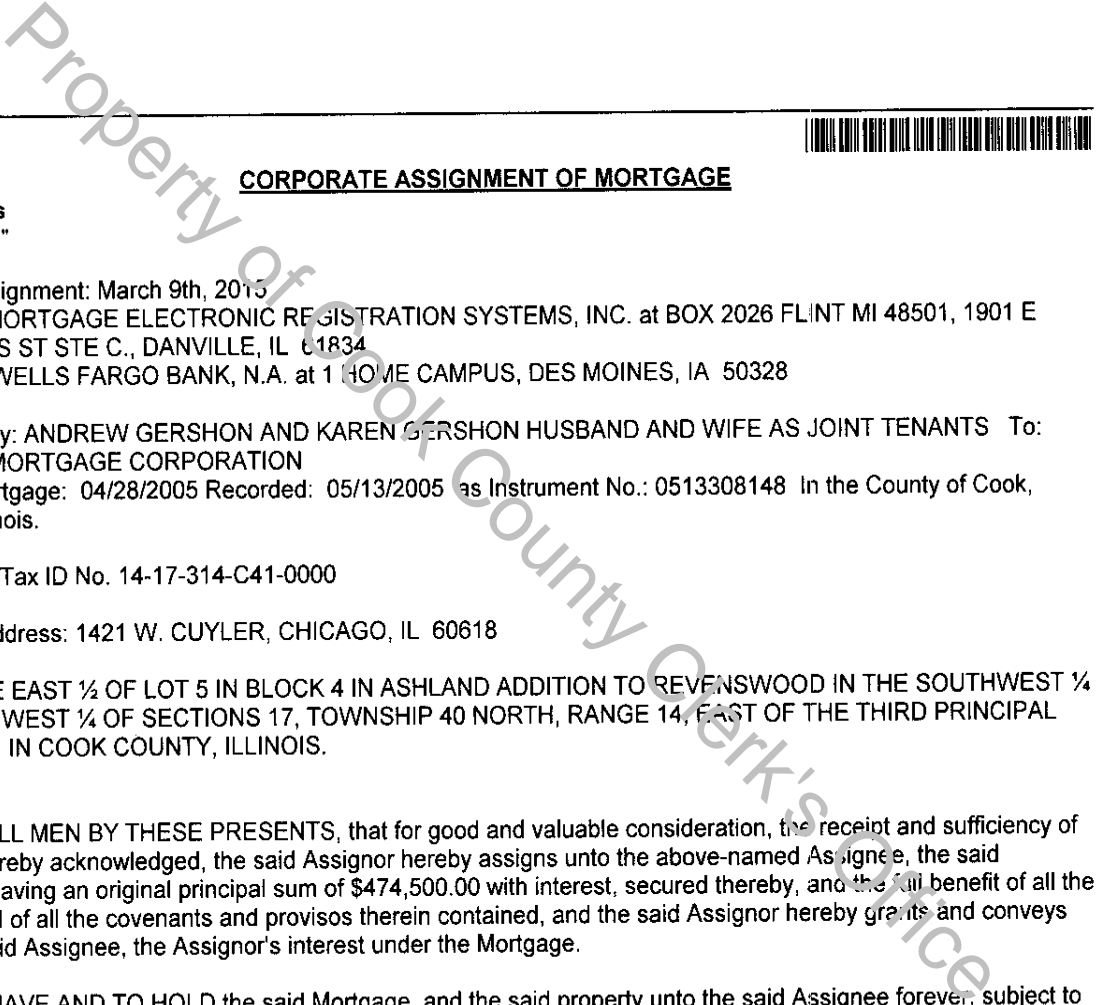 CORPORATE ASSIGNMENT OF MORTGAGE
s
"
ignment: March 9th, 2015
MORTGAGE ELECTRONIC REGISTRATION SYSTEMS, INC. at BOX 2026 FLINT MI 48501, 1901 E
S ST STE C., DANVILLE, IL 61834
WELLS FARGO BANK, N.A. at 1 HOME CAMPUS, DES MOINES, IA 50328
y: ANDREW GERSHON AND KAREN GERSHON HUSBAND AND WIFE AS JOINT TENANTS To:
MORTGAGE CORPORATION
tgage: 04/28/2005 Recorded: 05/13/2005 as Instrument No.: 0513308148 In the County of Cook,
nois.
Tax ID No. 14-17-314-C41-0000
ddress: 1421 W. CUYLER, CHICAGO, IL 60618
E EAST ½ OF LOT 5 IN BLOCK 4 IN ASHLAND ADDITION TO REVENSWOOD IN THE SOUTHWEST ¼
WEST ¼ OF SECTIONS 17, TOWNSHIP 40 NORTH, RANGE 14, EAST OF THE THIRD PRINCIPAL
IN COOK COUNTY, ILLINOIS.
LL MEN BY THESE PRESENTS, that for good and valuable consideration, the receipt and sufficiency of
reby acknowledged, the said Assignor hereby assigns unto the above-named Assignee, the said
aving an original principal sum of $474,500.00 with interest, secured thereby, and the full benefit of all the
l of all the covenants and provisos therein contained, and the said Assignor hereby grants and conveys
id Assignee, the Assignor's interest under the Mortgage.
HAVE AND TO HOLD the said Mortgage, and the said property unto the said Assignee forever, subject to
Property of Cook County Clerk's Office